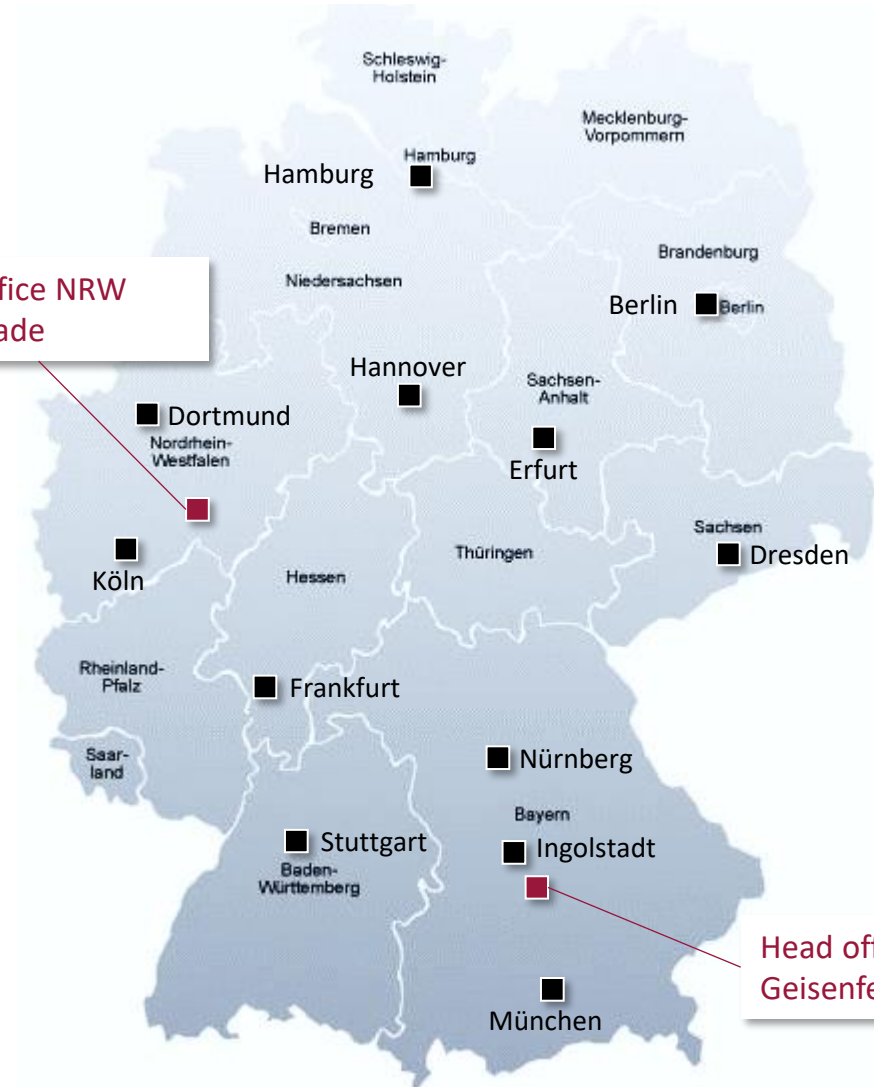 Schleswig-
Holstein
Mecklenburg-
Vorpommern
Hamburg
Hamburg
Bremen
Brandenburg
Niedersachsen
fice NRW
ade
Berlin
Berlin
Hannover
Sachsen-
Anhalt
Dortmund
Nordrhein-
Westfalen
Erfurt
Sachsen
Thüringen
Dresden
Köln
Hessen
Rheinland-
Pfalz
Frankfurt
Saar-
land
Nürnberg
Bayern
Stuttgart
Ingolstadt
Baden-
Württemberg
Head off
Geisenfe
München